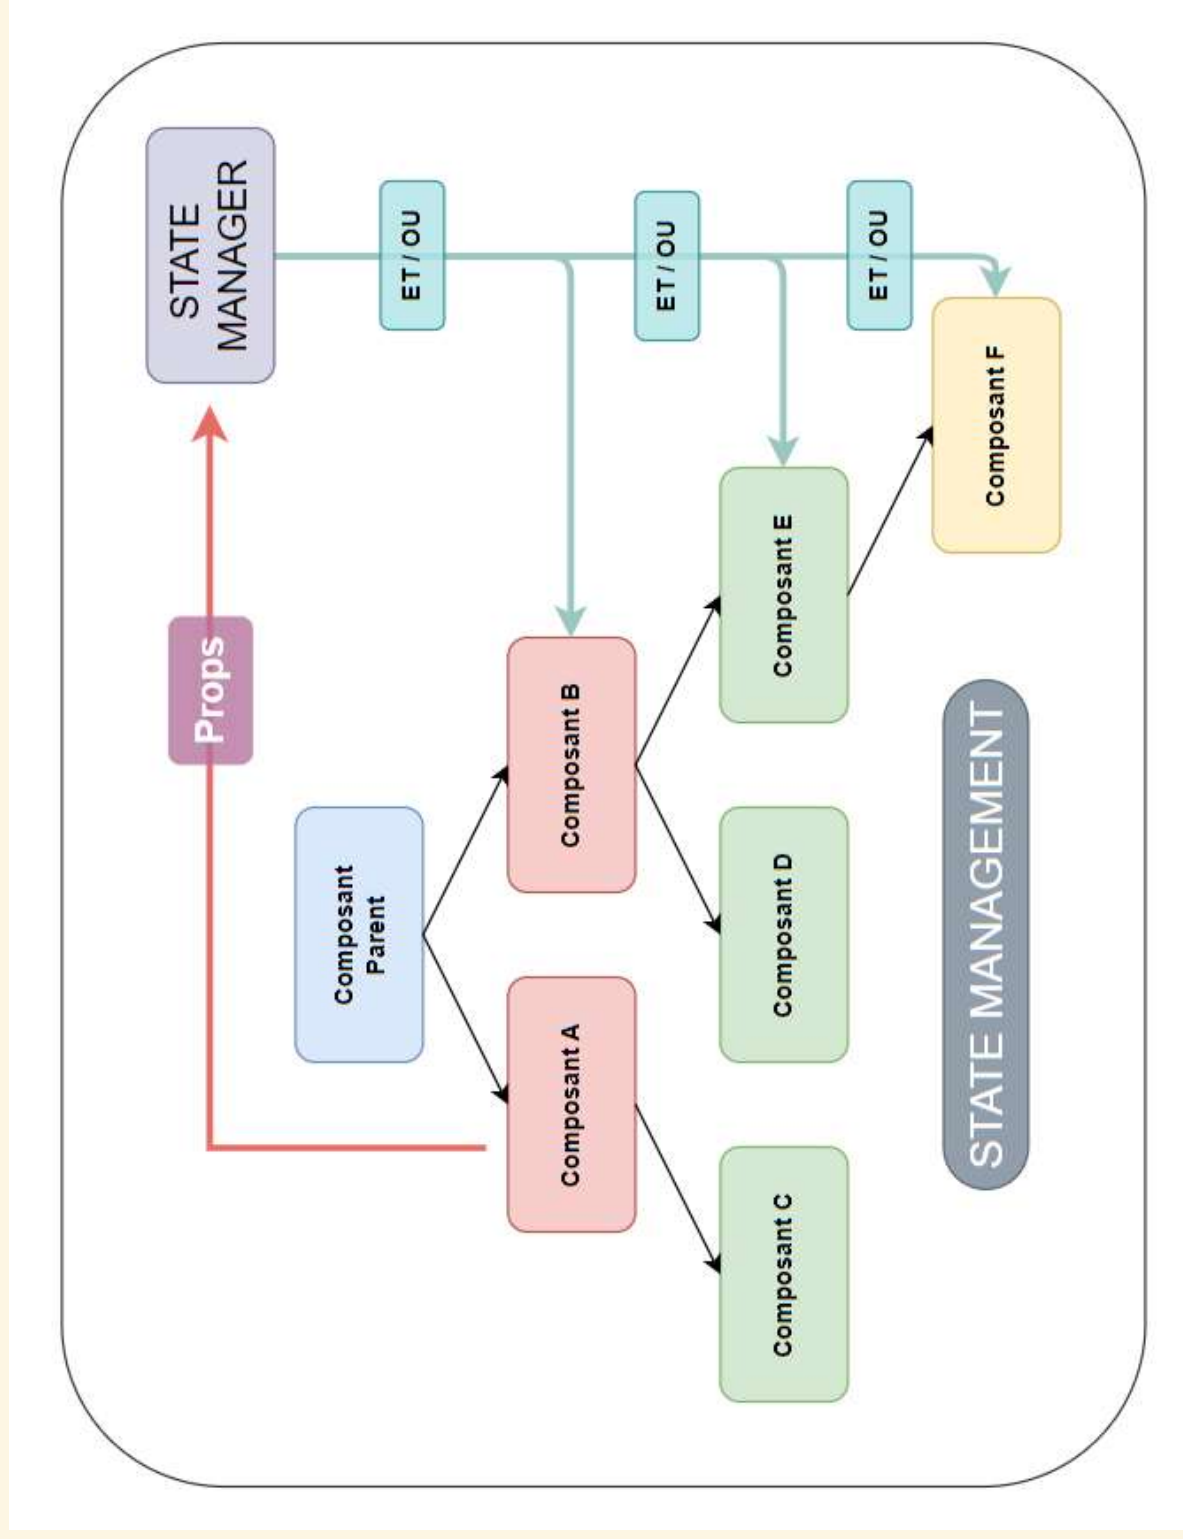 STATE
MANAGER
Props
ET / OU
ET / OU
ET / OU
Composant
Parent
Composant A
Composant B
Composant C
Composant D
Composant E
Composant F
STATE MANAGEMENT